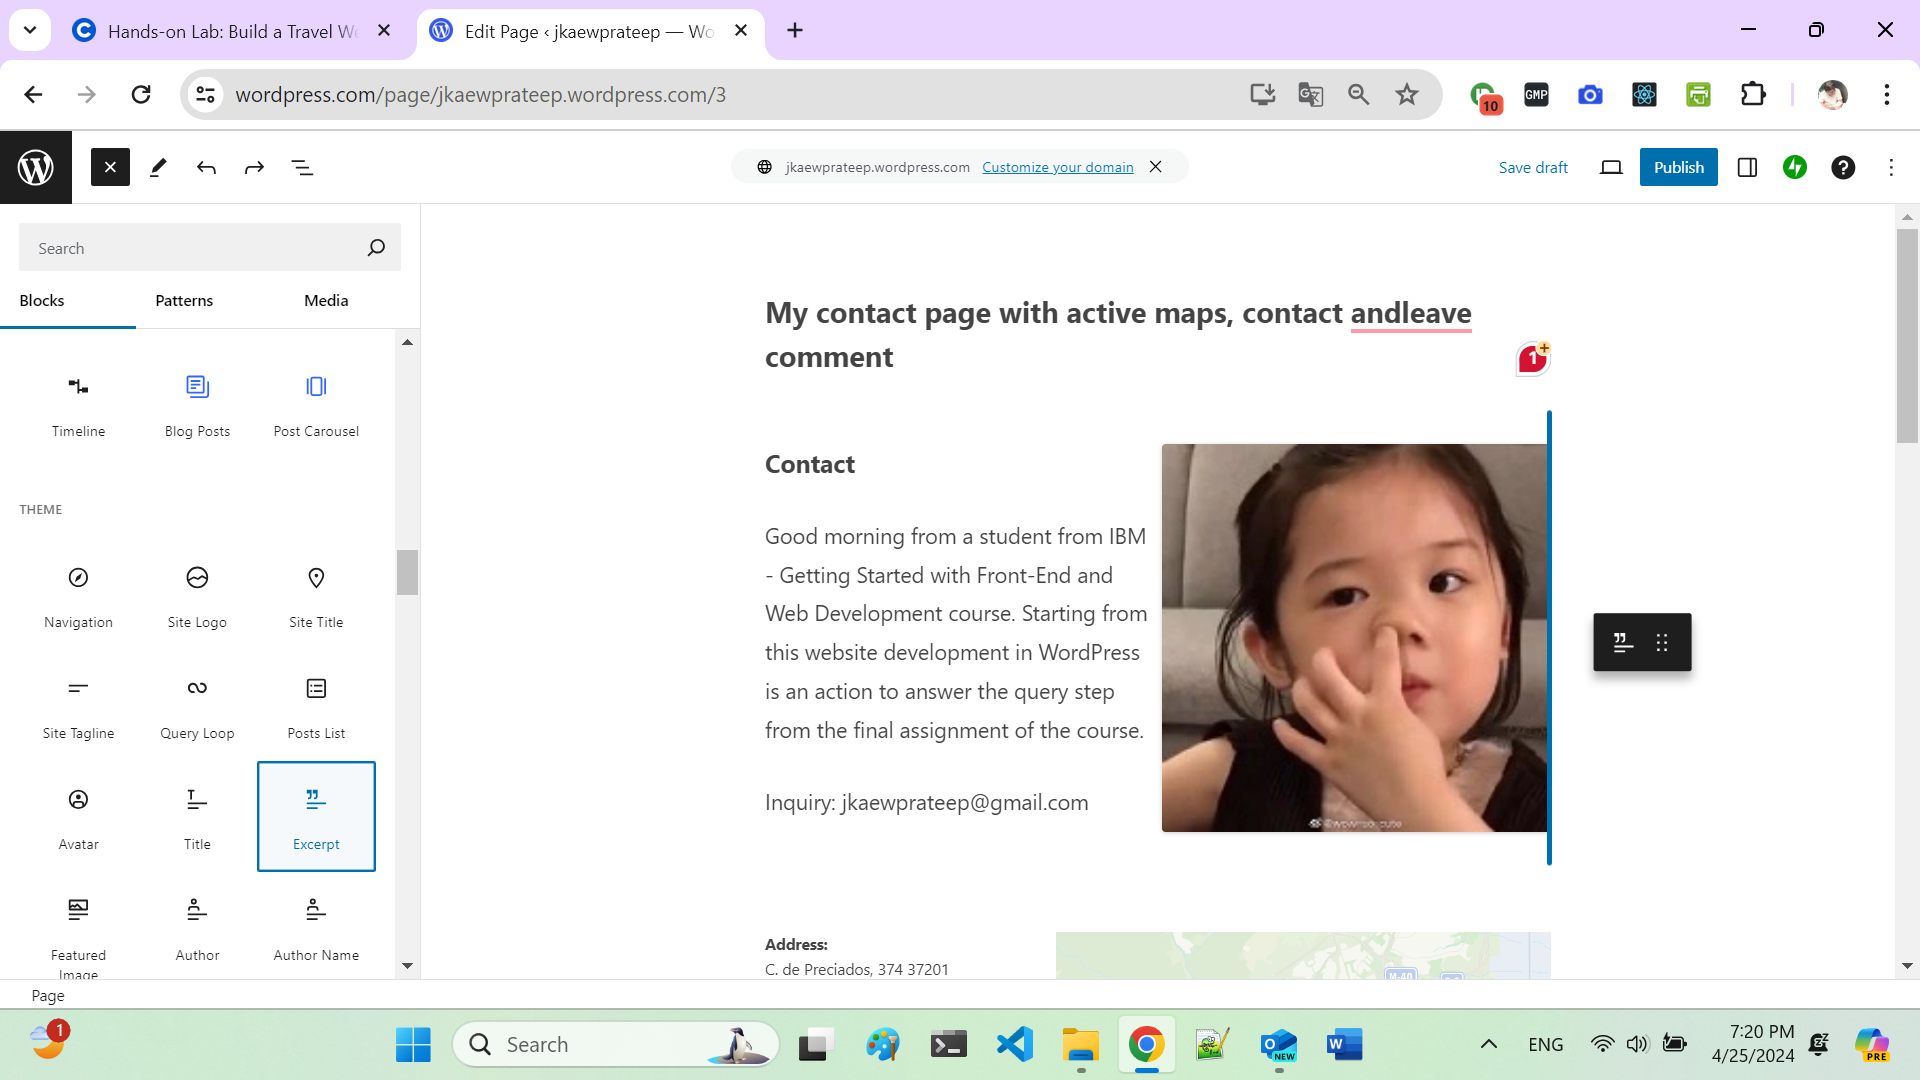 Hands-on Lab: Build a Travel We
Edit Page ‹ jkaewprateep — Wo
wordpress.com/page/jkaewprateep.wordpress.com/3
10
GMP
jkaewprateep.wordpress.com Customize your domain
Save draft
Publish
Search
Blocks Patterns Media
Timeline Blog Posts Post Carousel
THEME
Navigation Site Logo Site Title
Site Tagline Query Loop Posts List
Avatar Title Excerpt
Featured Image Author Author Name
My contact page with active maps, contact andleave
comment
1
Contact
Good morning from a student from IBM
- Getting Started with Front-End and
Web Development course. Starting from
this website development in WordPress
is an action to answer the query step
from the final assignment of the course.
Inquiry: jkaewprateep@gmail.com
Address:
C. de Preciados, 374 37201
M-40
Page
1
Search
NEW
ENG
7:20 PM
4/25/2024
PRE